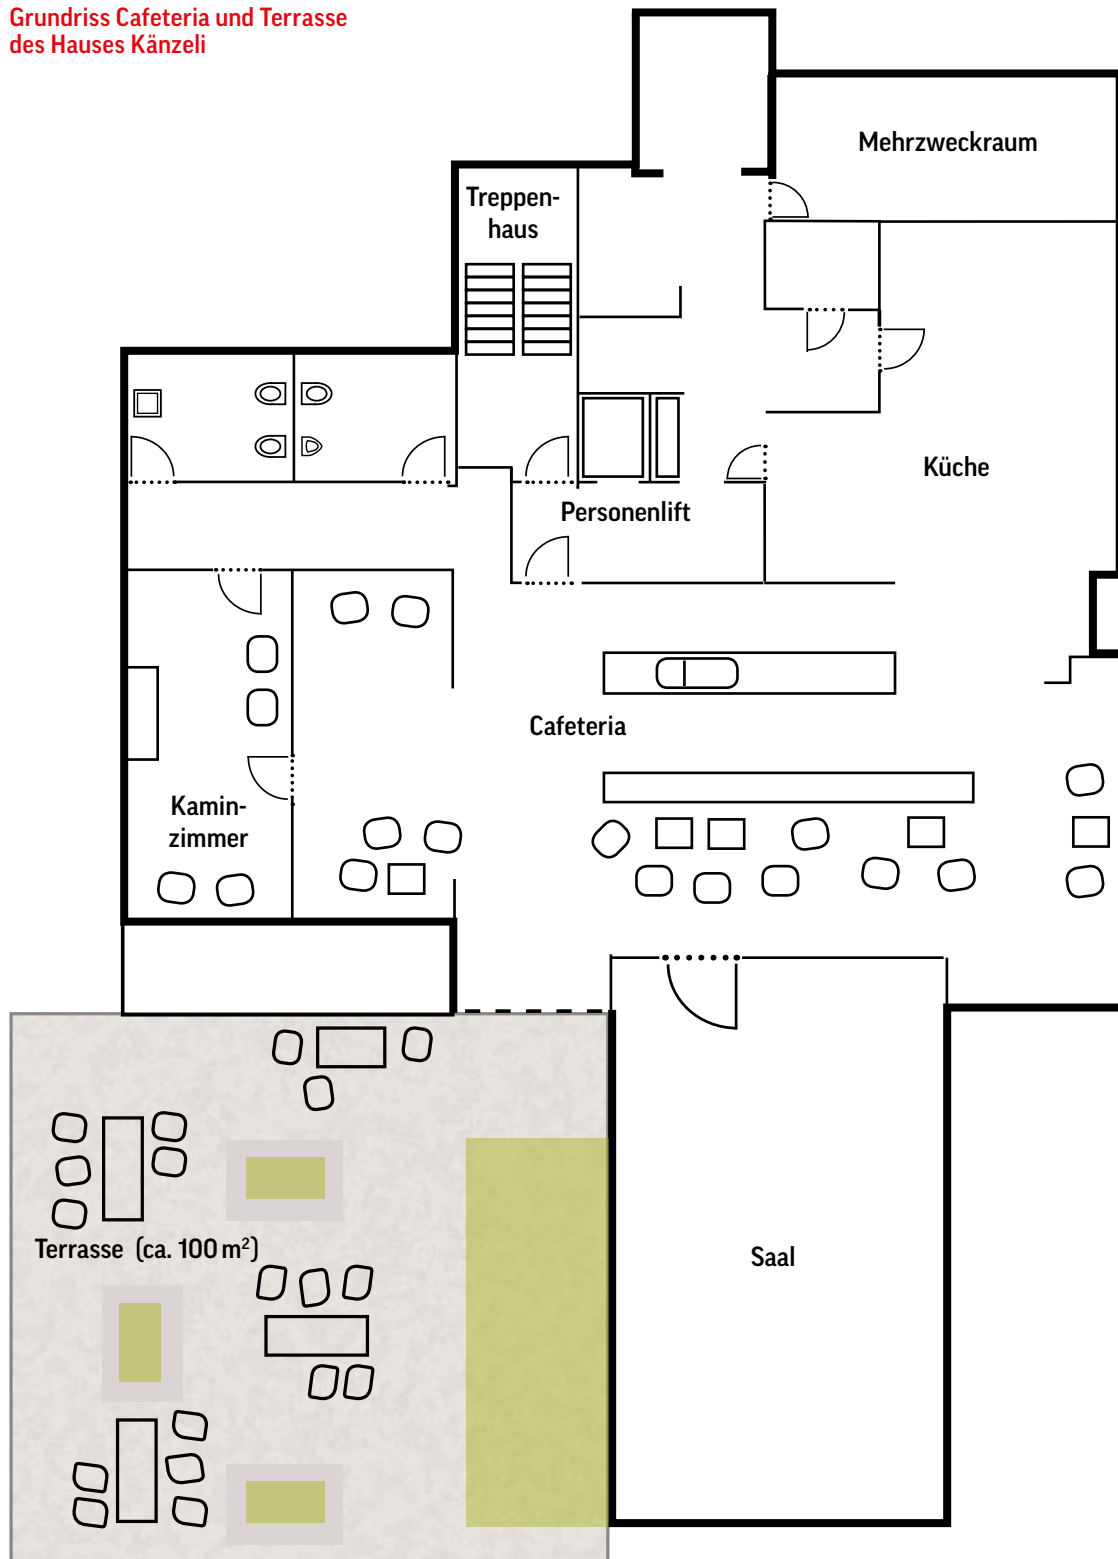 Grundriss Cafeteria und Terrasse
des Hauses Känzeli
Mehrzweckraum
Treppen-
haus
Küche
Personenlift
Cafeteria
Kamin-
zimmer
Terrasse (ca. 100 m²)
Saal